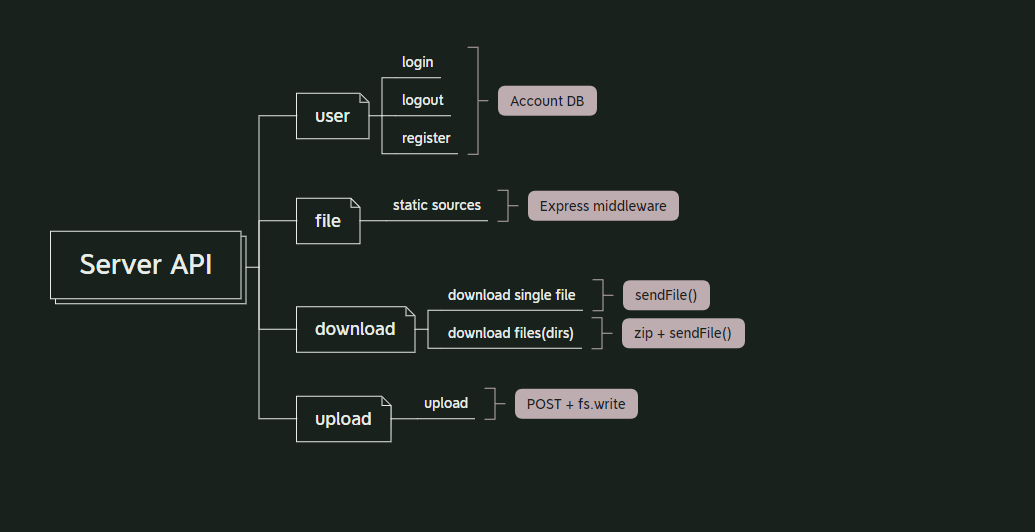 Server API
user
login
logout
register
Account DB
file
static sources
Express middleware
download
download single file
sendFile()
download files(dirs)
zip + sendFile()
upload
upload
POST + fs.write